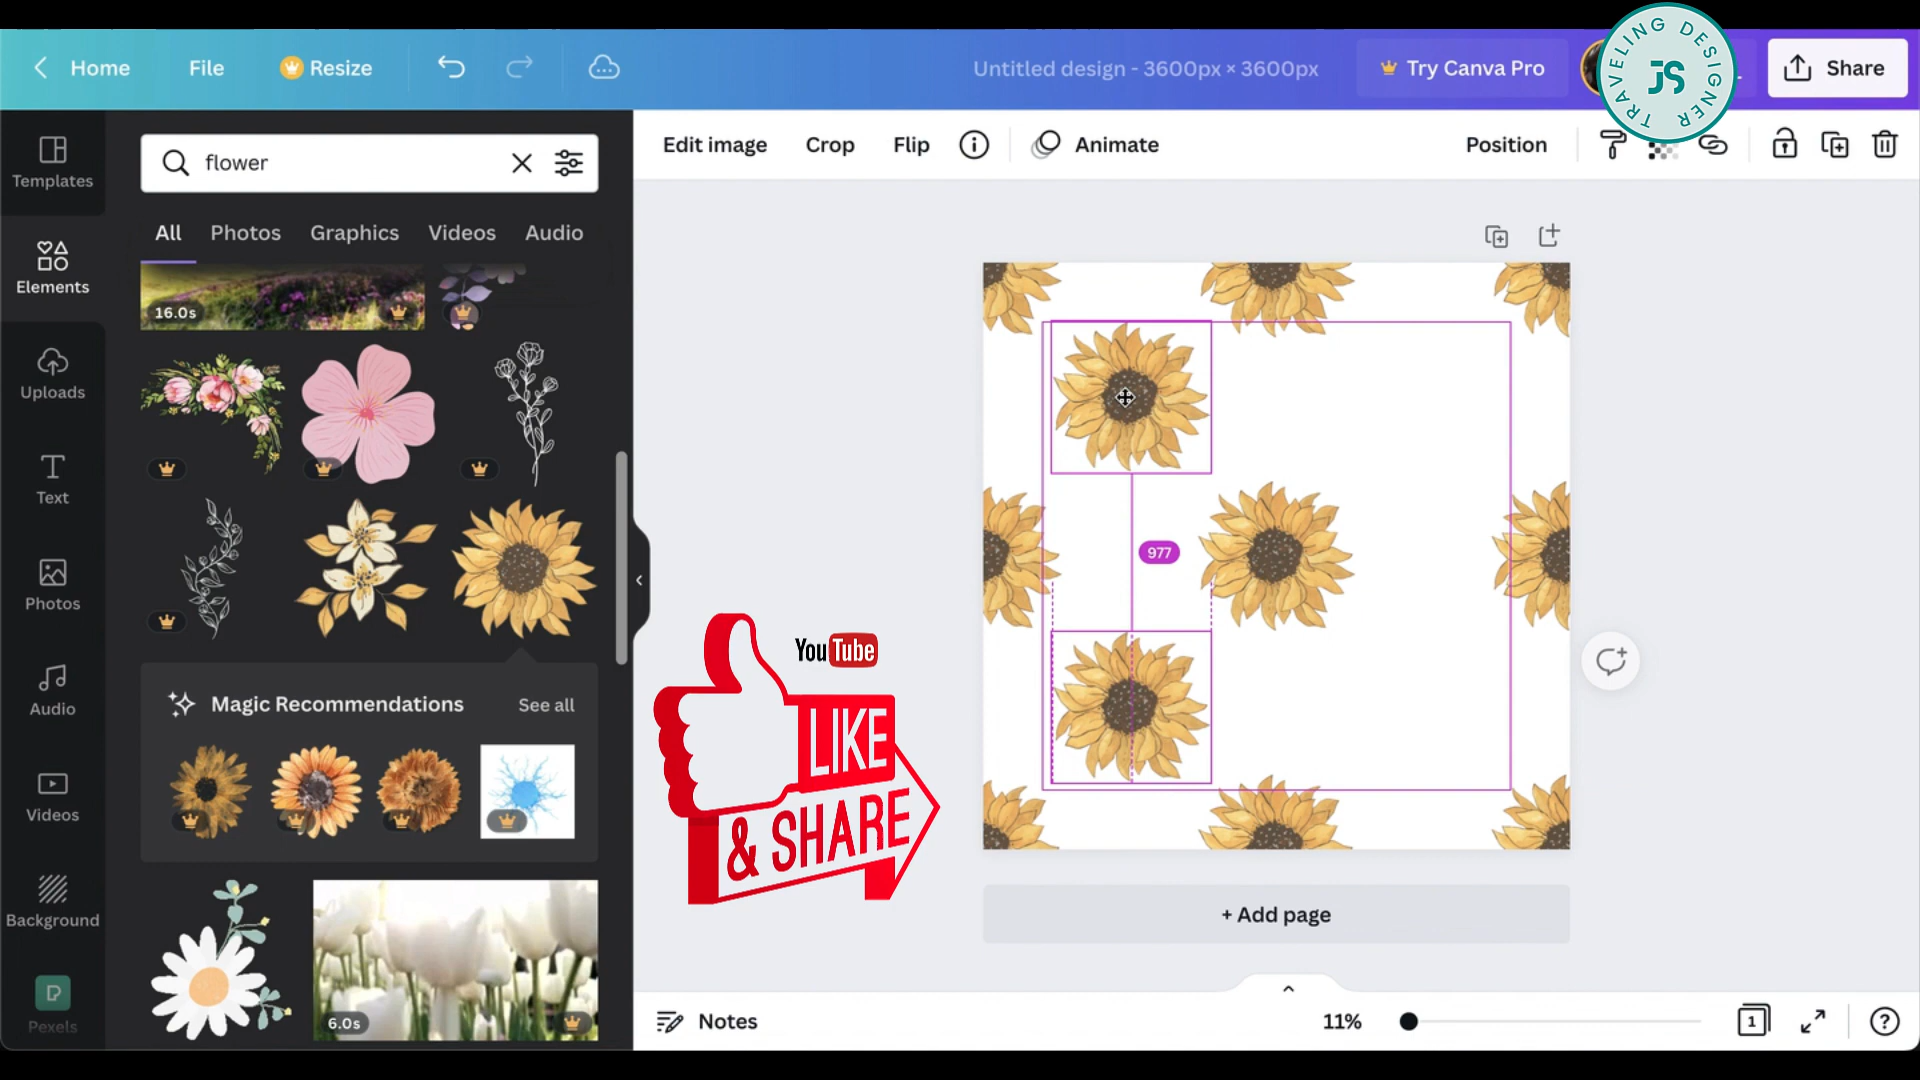 Home
File
Resize
Untitled design - 3600px × 3600px
Try Canva Pro
Share
TRAVELING DESIGNER
JS
Templates
Elements
Uploads
Text
Photos
Audio
Videos
Background
Pexels
flower
All
Photos
Graphics
Videos
Audio
16.0s
Magic Recommendations
See all
6.0s
Edit image
Crop
Flip
Animate
Position
977
YouTube
LIKE
& SHARE
+ Add page
Notes
11%
1